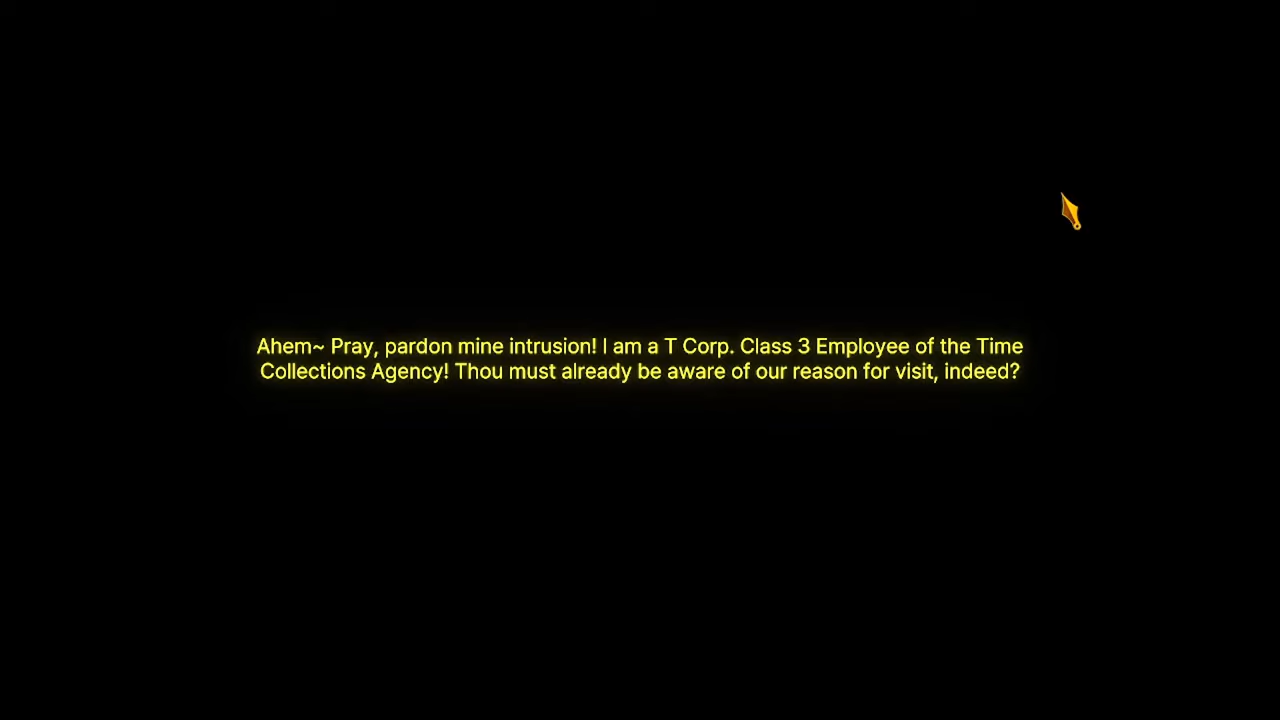 Ahem~ Pray, pardon mine intrusion! I am a T Corp. Class 3 Employee of the Time
Collections Agency! Thou must already be aware of our reason for visit, indeed?